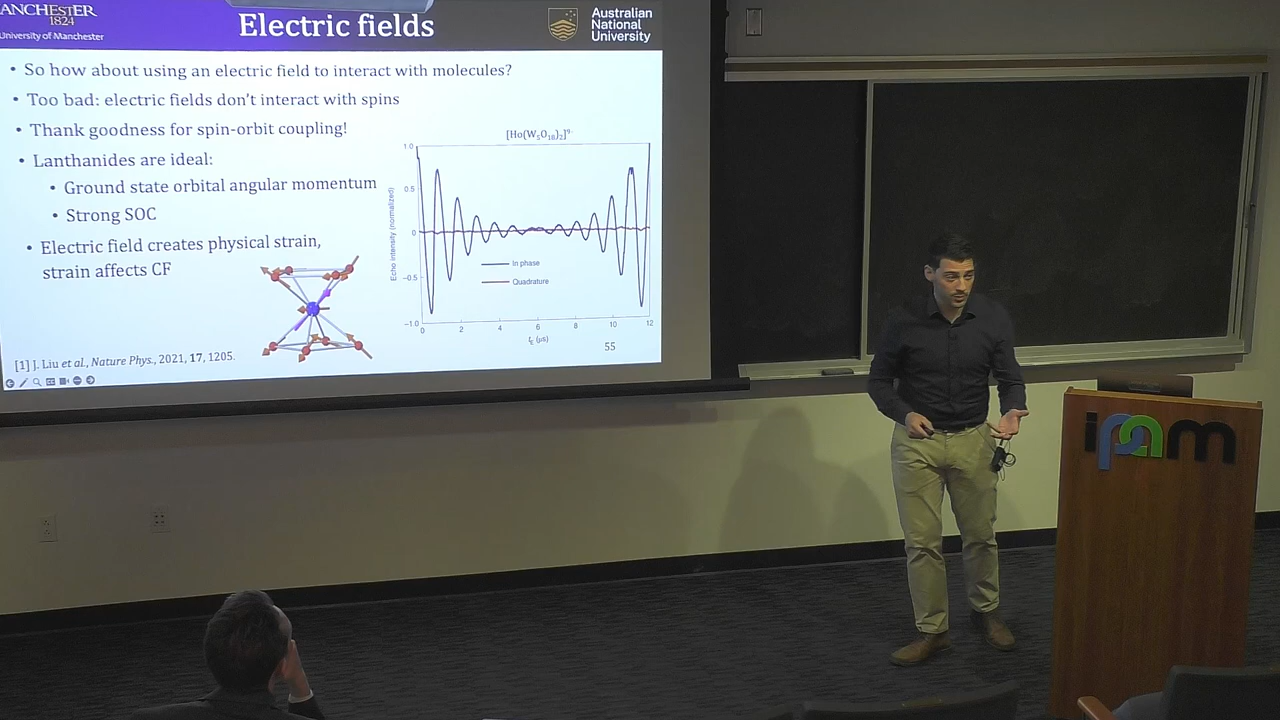 MANCHESTER
1824
University of Manchester
Electric fields
Australian
National
University
• So how about using an electric field to interact with molecules?
• Too bad: electric fields don't interact with spins
• Thank goodness for spin-orbit coupling!
• Lanthanides are ideal:
• Ground state orbital angular momentum
• Strong SOC
• Electric field creates physical strain,
strain affects CF
[Ho(W₅O₁₈)₂]⁹⁻
Echo intensity (normalized)
1.0
0.5
0
−0.5
−1.0
In phase
Quadrature
0 2 4 6 8 10 12
t_E (μs)
[1] J. Liu et al., Nature Phys., 2021, 17, 1205.
55
ipam